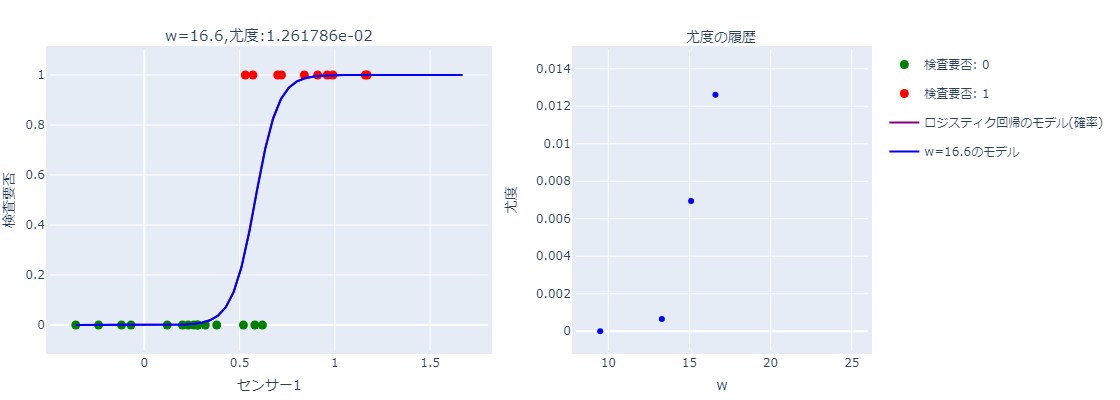 w=16.6,尤度:1.261786e-02
検査要否
1
0.8
0.6
0.4
0.2
0
0
0.5
1
1.5
センサー1
尤度の履歴
尤度
0.014
0.012
0.01
0.008
0.006
0.004
0.002
0
10
15
20
25
w
検査要否: 0
検査要否: 1
ロジスティク回帰のモデル(確率)
w=16.6のモデル